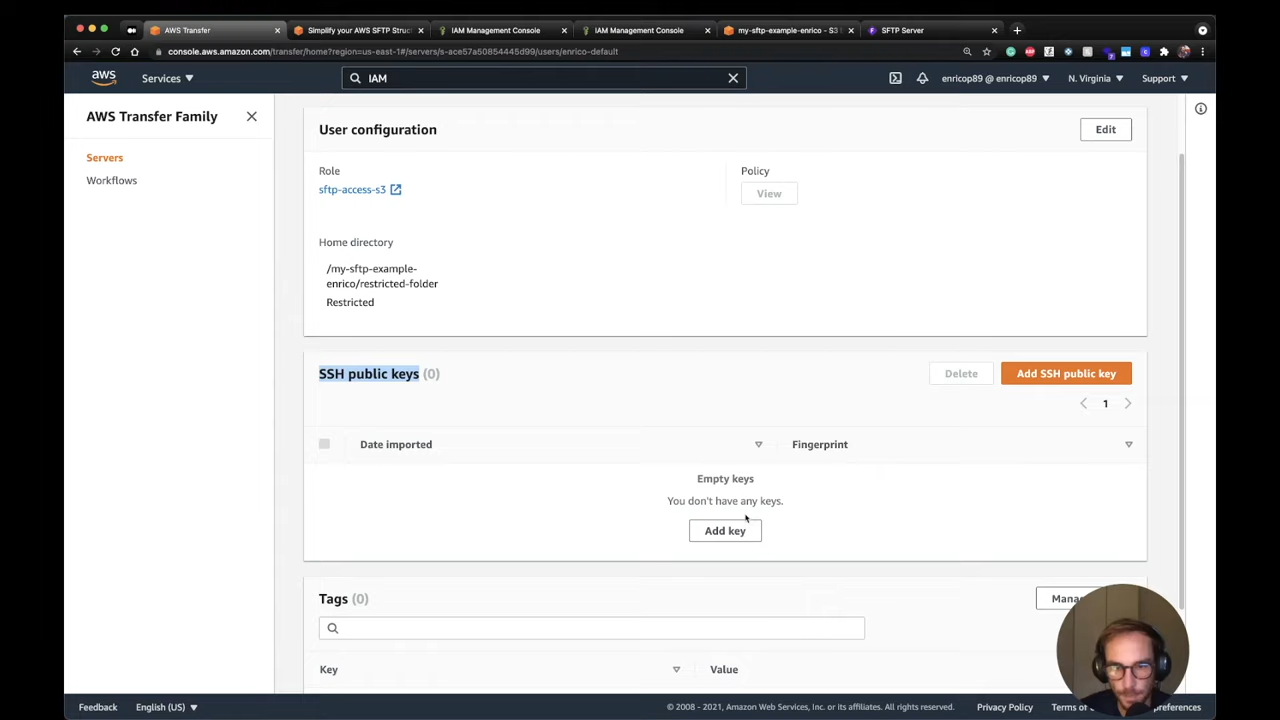 AWS Transfer
Simplify your AWS SFTP Struc
IAM Management Console
IAM Management Console
my-sftp-example-enrico - S3
SFTP Server
console.aws.amazon.com/transfer/home?region=us-east-1#/servers/s-ace57a50854445d99/users/enrico-default
aws
Services
IAM
enricop89 @ enricop89
N. Virginia
Support
AWS Transfer Family
Servers
Workflows
User configuration
Edit
Role
sftp-access-s3
Policy
View
Home directory
/my-sftp-example-
enrico/restricted-folder
Restricted
SSH public keys (0)
Delete
Add SSH public key
1
Date imported
Fingerprint
Empty keys
You don't have any keys.
Add key
Tags (0)
Key
Value
Feedback
English (US)
© 2008 - 2021, Amazon Web Services, Inc. or its affiliates. All rights reserved.
Privacy Policy
Terms of
preferences